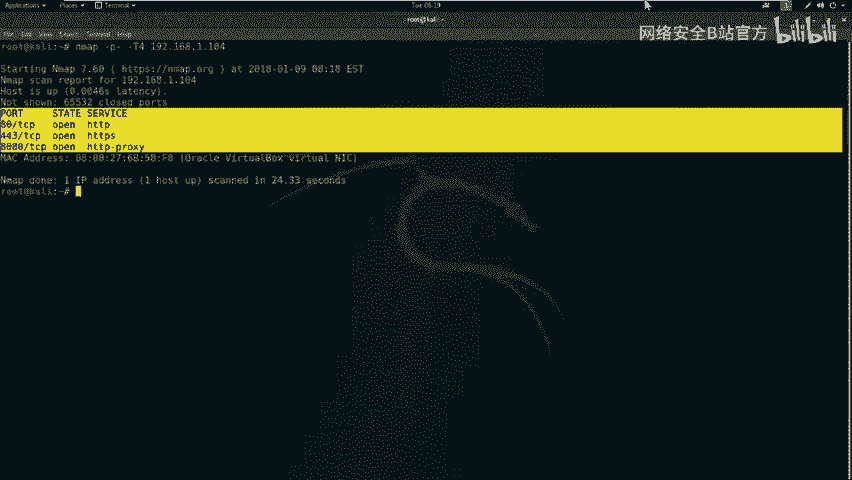 Applications Places Terminal Tue 08:19
root@kali: ~
File Edit View Search Terminal Help
网络安全B站官方 bilibili
root@kali:~# nmap -p- -T4 192.168.1.104
Starting Nmap 7.60 ( https://nmap.org ) at 2018-01-09 08:18 EST
Nmap scan report for 192.168.1.104
Host is up (0.0046s latency).
Not shown: 65532 closed ports
PORT     STATE SERVICE
80/tcp   open  http
443/tcp  open  https
8080/tcp open  http-proxy
MAC Address: 08:00:27:6B:58:F8 (Oracle VirtualBox virtual NIC)
Nmap done: 1 IP address (1 host up) scanned in 24.33 seconds
root@kali:~#